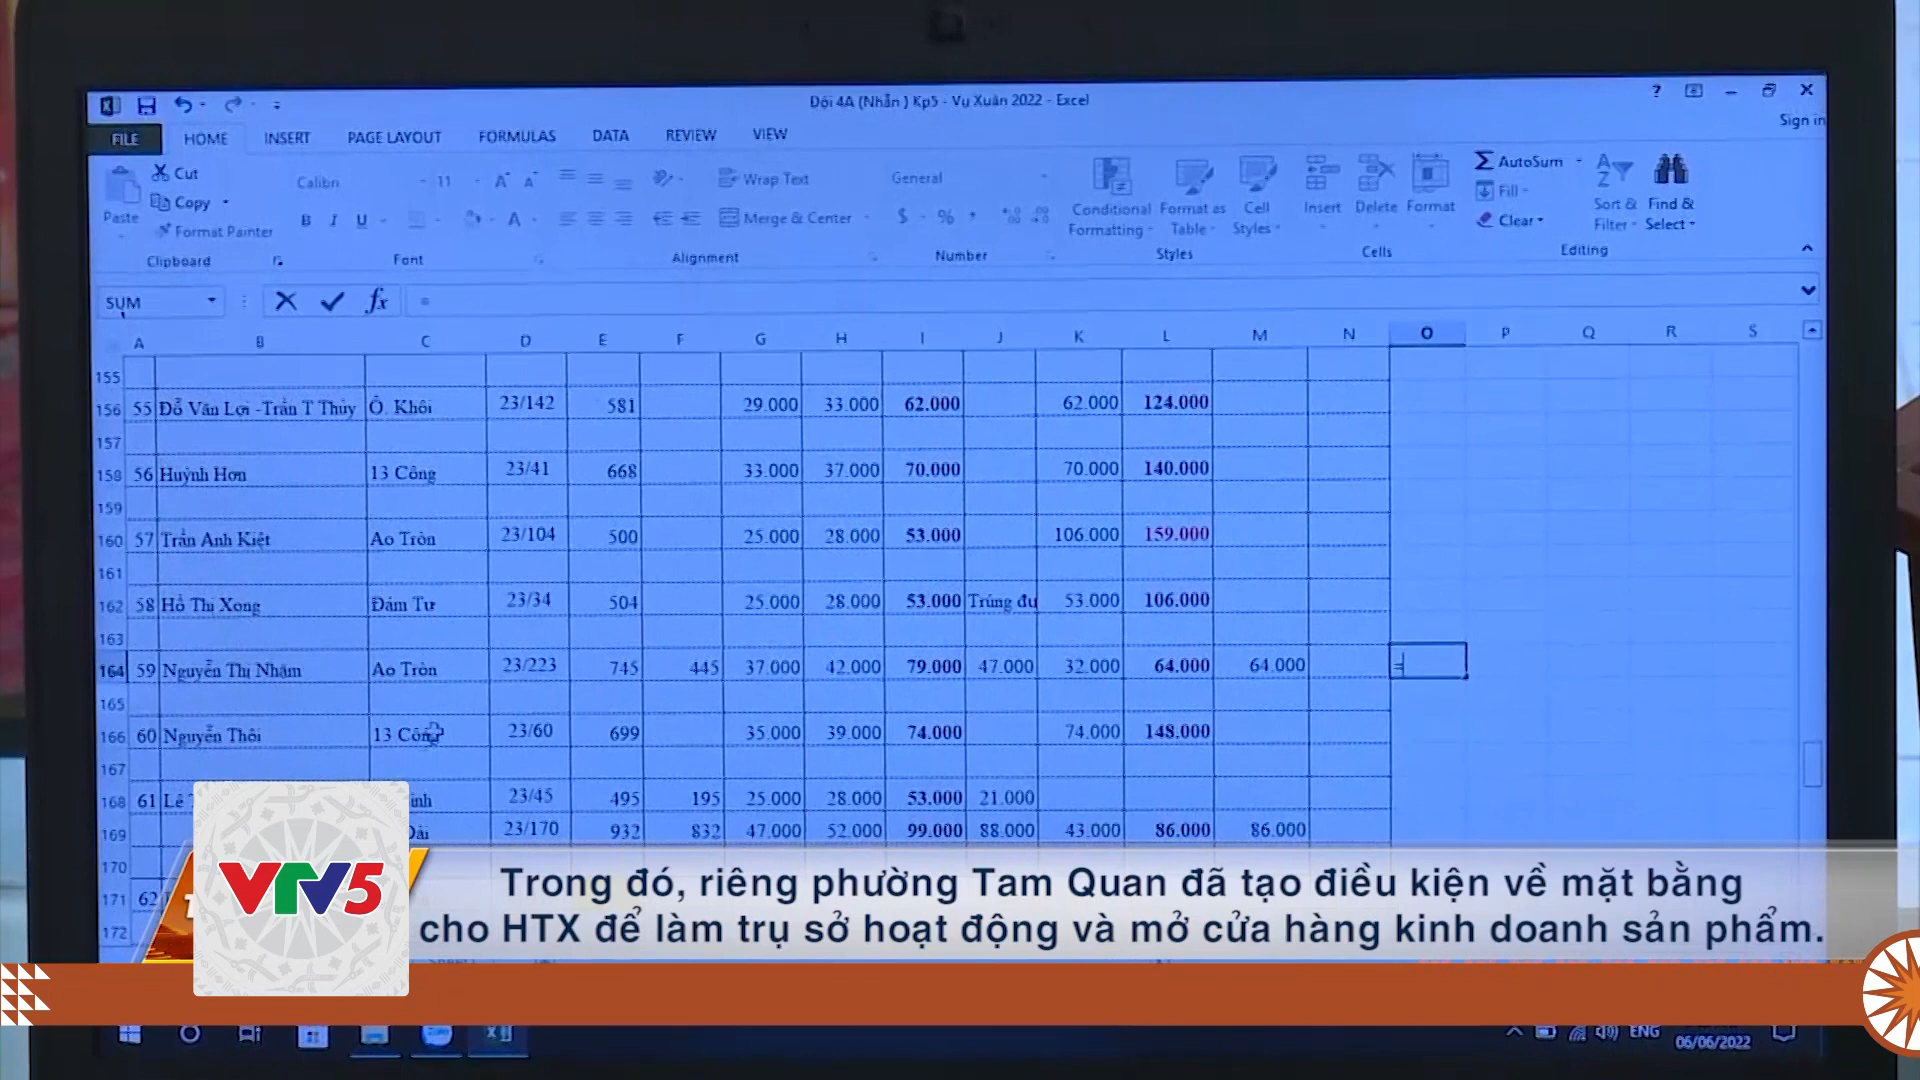 Đội 4A (Nhẫn ) Kp5 - Vụ Xuân 2022 - Excel
?
Sign in
FILE HOME INSERT PAGE LAYOUT FORMULAS DATA REVIEW VIEW
Cut Calibri 11 Wrap Text General AutoSum
Copy Fill
Paste Format Painter B I U A Merge & Center $ % Conditional Formatting Format as Table Cell Styles Insert Delete Format Clear Sort & Filter Find & Select
Clipboard Font Alignment Number Styles Cells Editing
SUM fx =
A B C D E F G H I J K L M N O P Q R S
155
156 55 Đỗ Văn Lợi -Trần T Thủy Ô. Khôi 23/142 581 29.000 33.000 62.000 62.000 124.000
157
158 56 Huỳnh Hơn 13 Công 23/41 668 33.000 37.000 70.000 70.000 140.000
159
160 57 Trần Anh Kiệt Ao Tròn 23/104 500 25.000 28.000 53.000 106.000 159.000
161
162 58 Hồ Thị Xong Đám Tư 23/34 504 25.000 28.000 53.000 Trúng đu 53.000 106.000
163
164 59 Nguyễn Thị Nhâm Ao Tròn 23/223 745 445 37.000 42.000 79.000 47.000 32.000 64.000 64.000 =
165
166 60 Nguyễn Thôi 13 Công 23/60 699 35.000 39.000 74.000 74.000 148.000
167
168 61 Lê 23/45 495 195 25.000 28.000 53.000 21.000
169 23/170 932 832 47.000 52.000 99.000 88.000 43.000 86.000 86.000
170
171 62
172
VTV5
Trong đó, riêng phường Tam Quan đã tạo điều kiện về mặt bằng
cho HTX để làm trụ sở hoạt động và mở cửa hàng kinh doanh sản phẩm.
ENG
06/06/2022